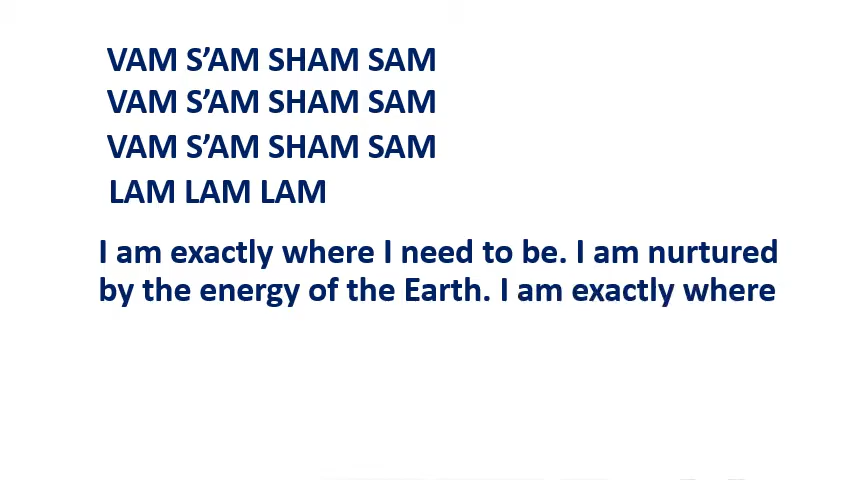 VAM S’AM SHAM SAM
VAM S’AM SHAM SAM
VAM S’AM SHAM SAM
LAM LAM LAM
I am exactly where I need to be. I am nurtured
by the energy of the Earth. I am exactly where